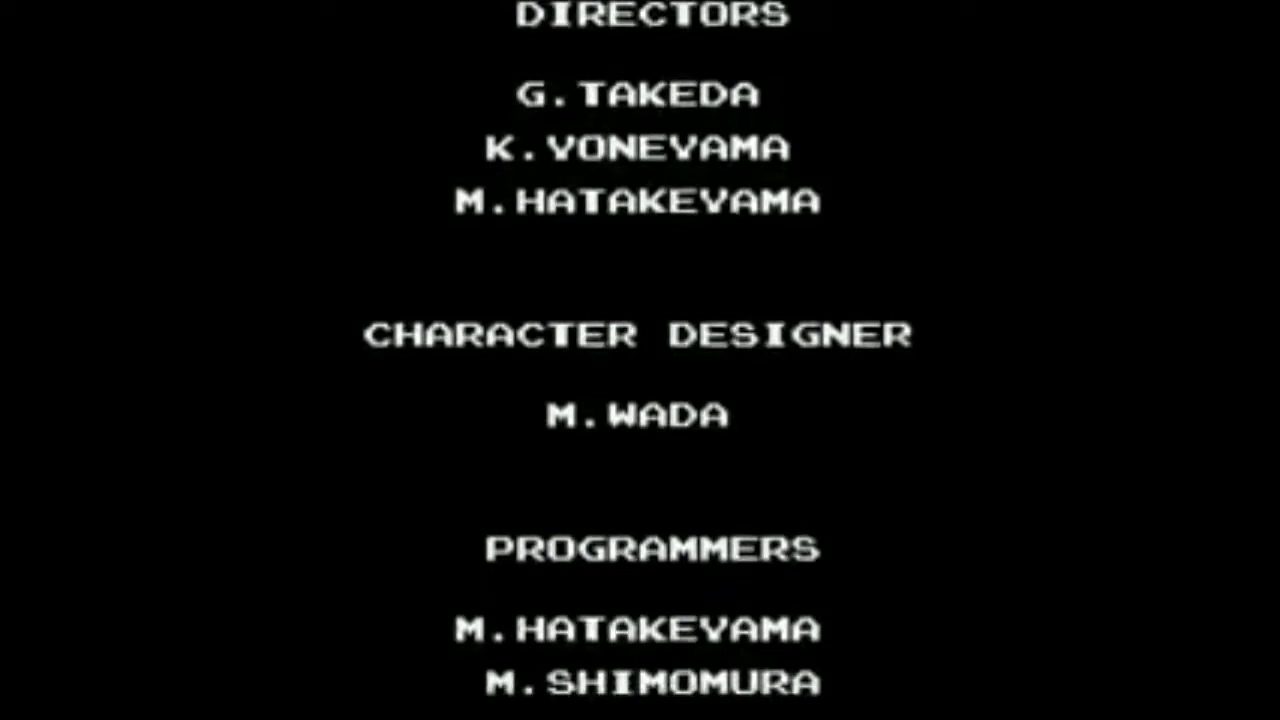 DIRECTORS
G.TAKEDA
K.YONEYAMA
M.HATAKEYAMA
CHARACTER DESIGNER
M.WADA
PROGRAMMERS
M.HATAKEYAMA
M.SHIMOMURA